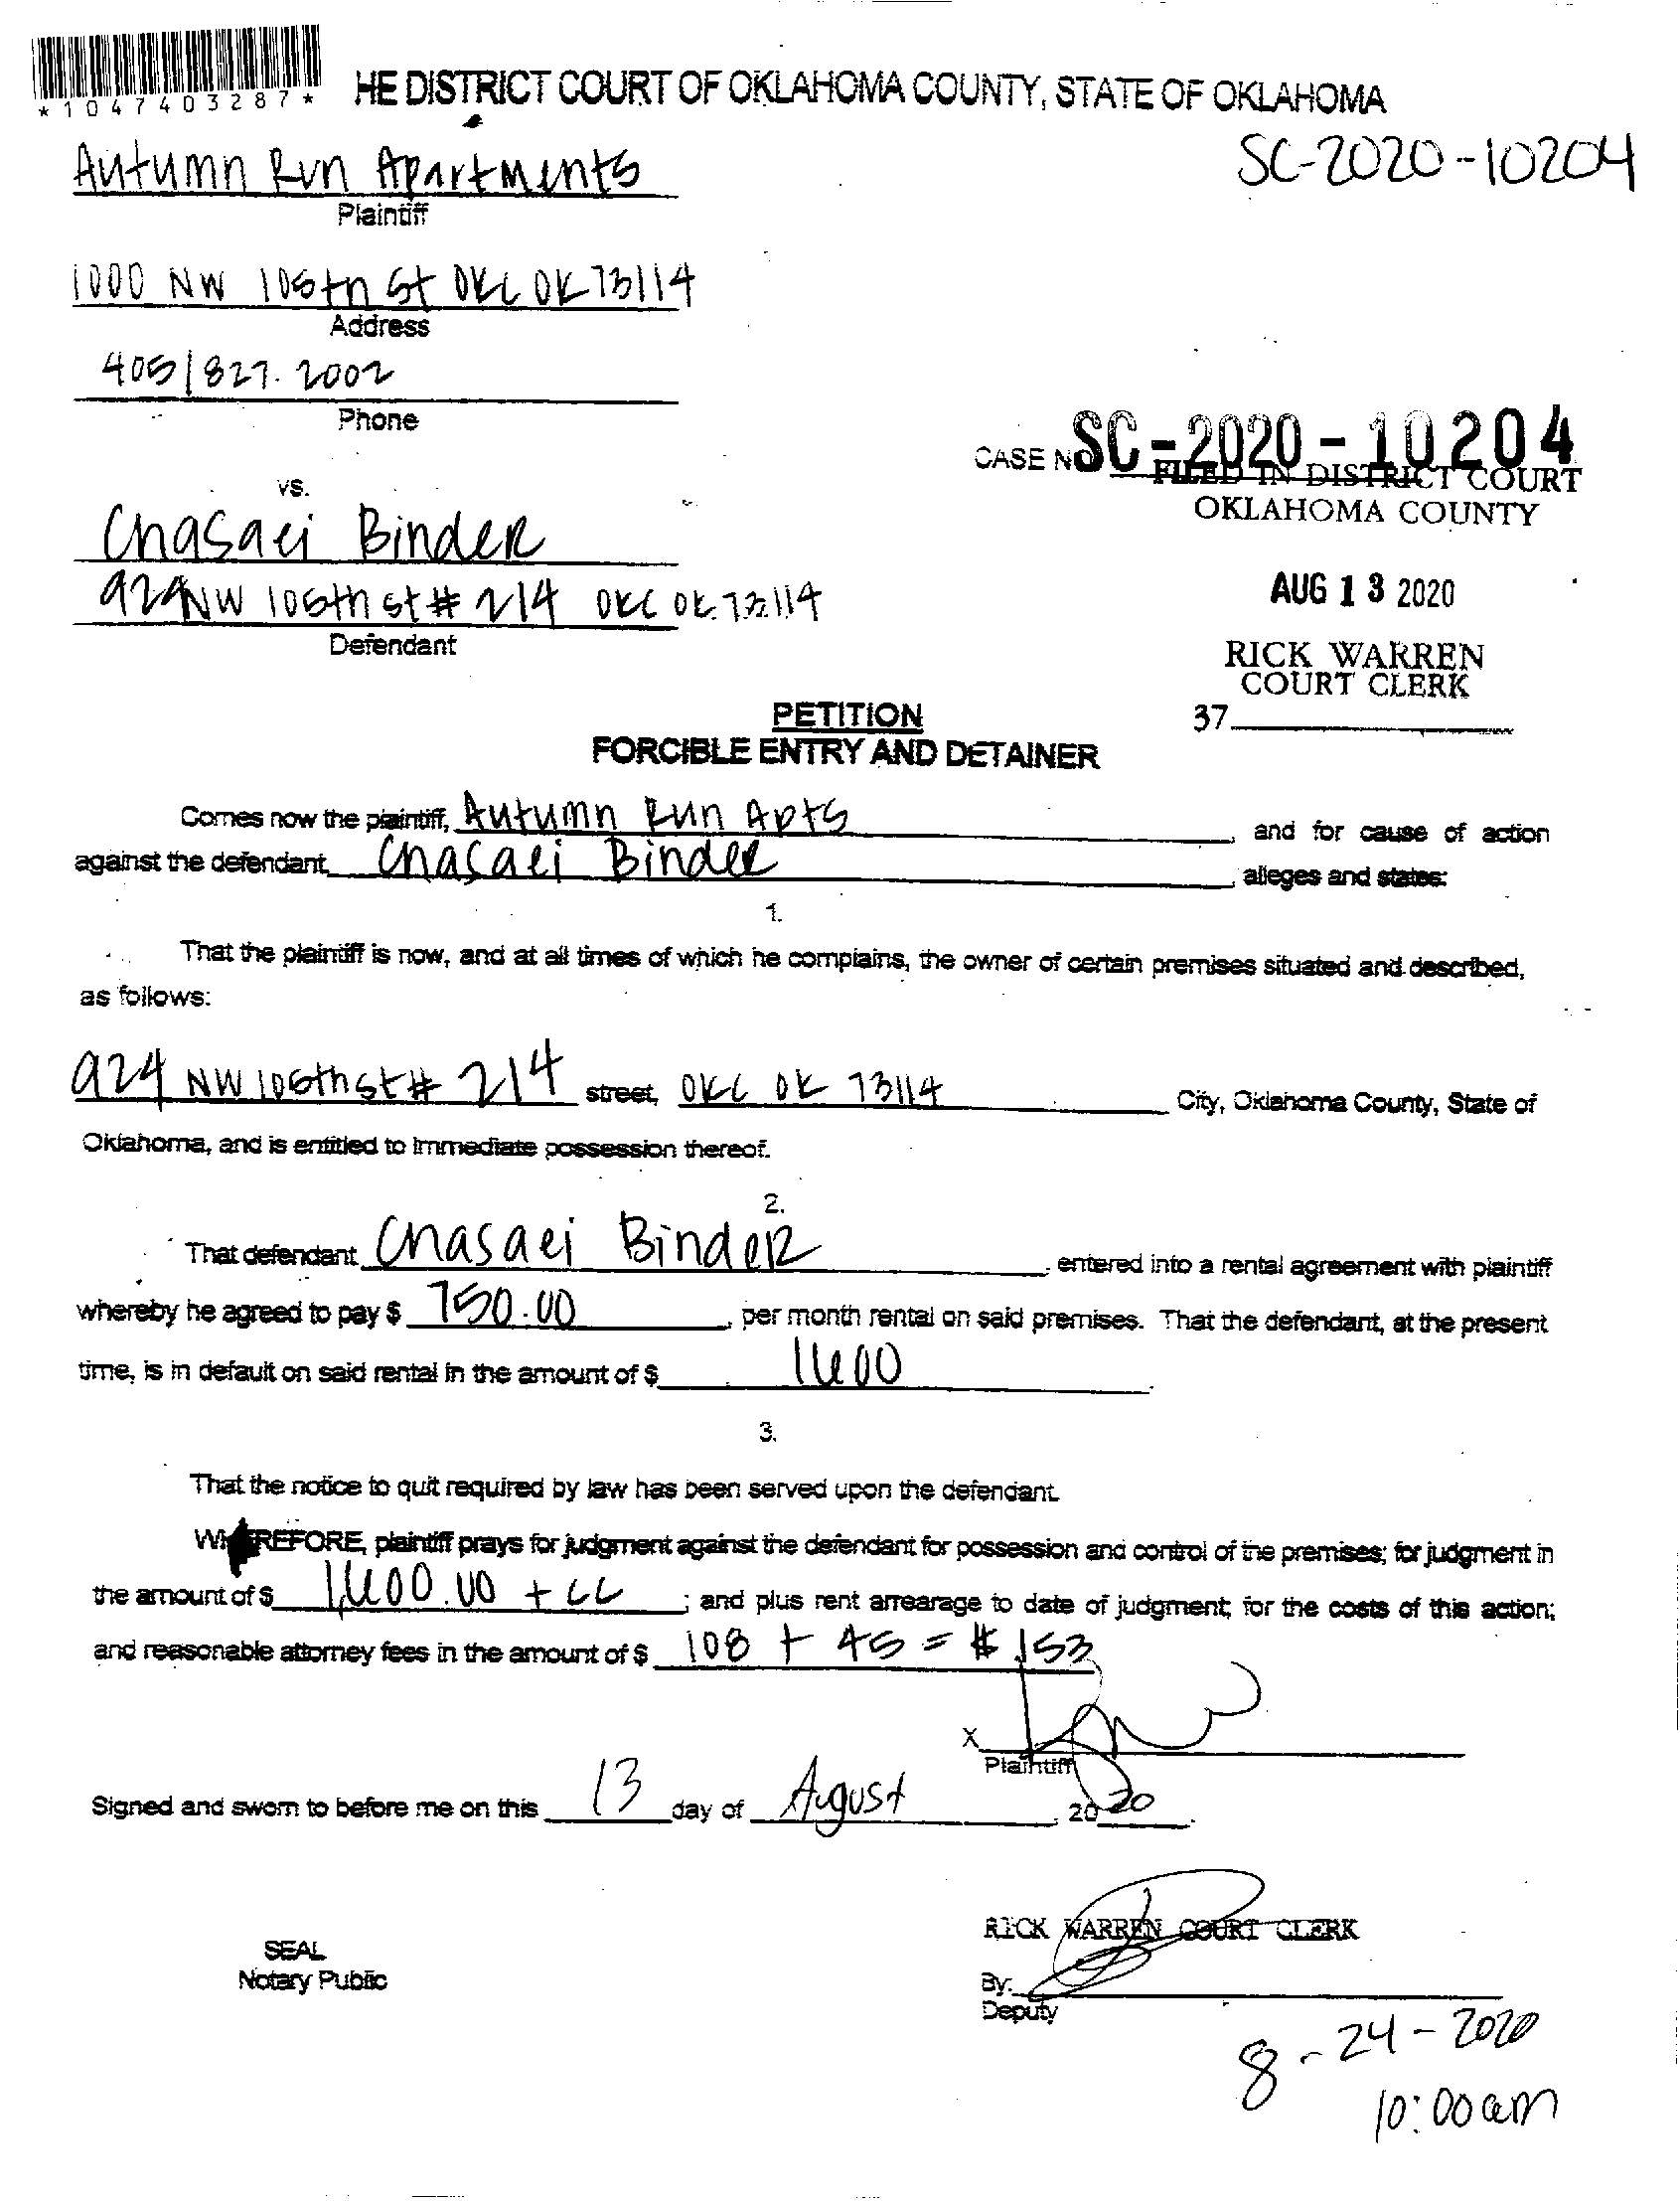 *1047403287*
HE DISTRICT COURT OF OKLAHOMA COUNTY, STATE OF OKLAHOMA
SC-2020-10204
Autumn Run Apartments
Plaintiff
1000 NW 105th St OKC OK 73114
Address
405/827.2002
Phone
CASE NO SC-2020-10204
FILED IN DISTRICT COURT
OKLAHOMA COUNTY
vs.
Chasaei Binder
AUG 13 2020
924 NW 106th st # 214 OKC OK 73114
Defendant
RICK WARREN
COURT CLERK
37
PETITION
FORCIBLE ENTRY AND DETAINER
Comes now the plaintiff, Autumn Run Apts, and for cause of action
against the defendant, Chasaei Binder, alleges and states:
1.
That the plaintiff is now, and at all times of which he complains, the owner of certain premises situated and described,
as follows:
924 NW 106th st # 214 street, OKC OK 73114 City, Oklahoma County, State of
Oklahoma, and is entitled to immediate possession thereof.
2.
That defendant Chasaei Binder, entered into a rental agreement with plaintiff
whereby he agreed to pay $ 750.00, per month rental on said premises. That the defendant, at the present
time, is in default on said rental in the amount of $ 1600.
3.
That the notice to quit required by law has been served upon the defendant.
WHEREFORE, plaintiff prays for judgment against the defendant for possession and control of the premises; for judgment in
the amount of $ 1,600.00 + CC; and plus rent arrearage to date of judgment; for the costs of this action;
and reasonable attorney fees in the amount of $ 108 + 45 = $153
X
Plaintiff
Signed and sworn to before me on this 13 day of August, 2020.
RICK WARREN COURT CLERK
SEAL
Notary Public
By:
Deputy
8-24-2020
10:00am